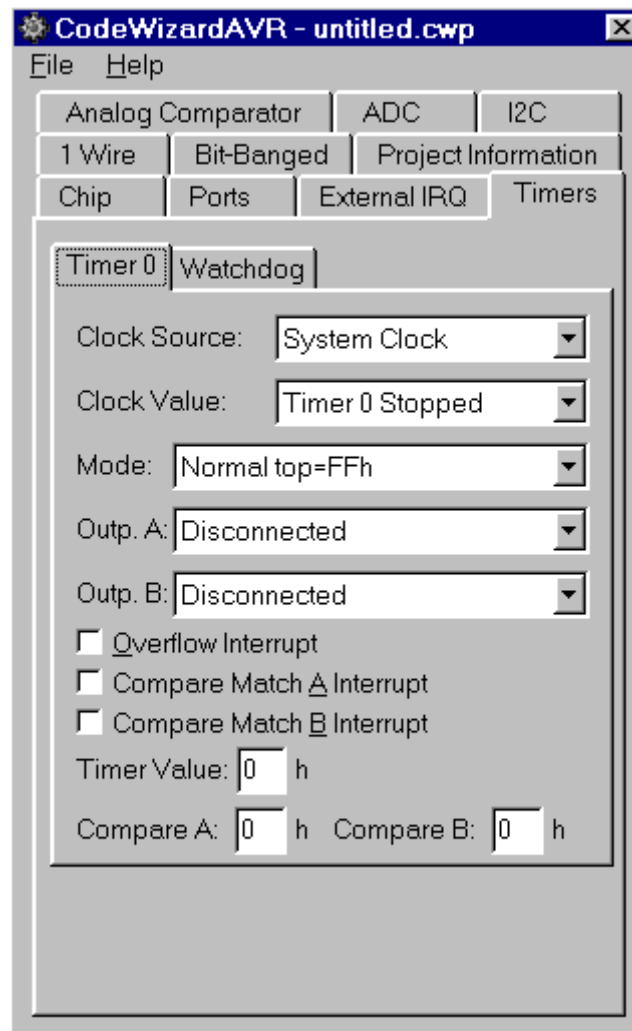 CodeWizardAVR - untitled.cwp
File Help
Analog Comparator ADC I2C
1 Wire Bit-Banged Project Information
Chip Ports External IRQ Timers
Timer 0 Watchdog
Clock Source: System Clock
Clock Value: Timer 0 Stopped
Mode: Normal top=FFh
Outp. A: Disconnected
Outp. B: Disconnected
Overflow Interrupt
Compare Match A Interrupt
Compare Match B Interrupt
Timer Value: 0 h
Compare A: 0 h Compare B: 0 h